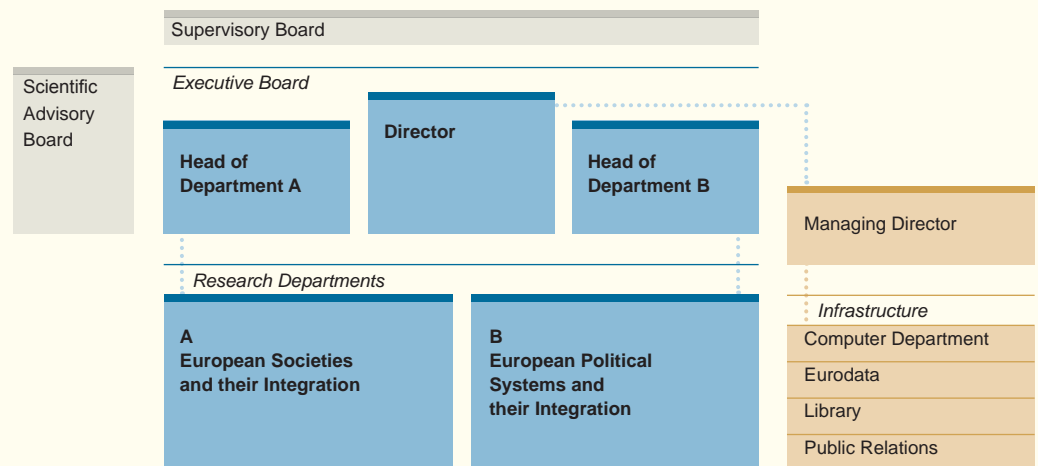 Supervisory Board
Scientific
Advisory
Board
Executive Board
Director
Head of
Department A
Head of
Department B
Managing Director
Research Departments
A
European Societies
and their Integration
B
European Political
Systems and
their Integration
Infrastructure
Computer Department
Eurodata
Library
Public Relations